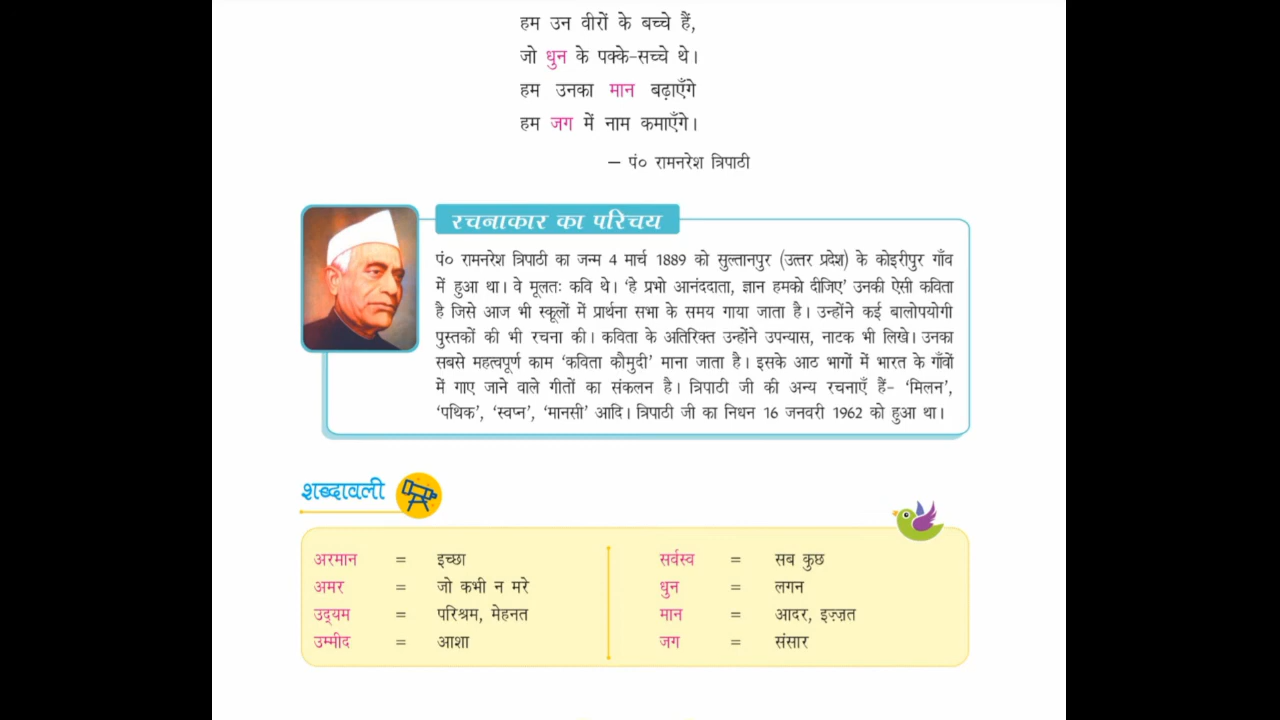 हम उन वीरों के बच्चे हैं,
जो धुन के पक्के-सच्चे थे।
हम उनका मान बढ़ाएँगे
हम जग में नाम कमाएँगे।
– पं० रामनरेश त्रिपाठी
रचनाकार का परिचय
पं० रामनरेश त्रिपाठी का जन्म 4 मार्च 1889 को सुल्तानपुर (उत्तर प्रदेश) के कोइरीपुर गाँव
में हुआ था। वे मूलतः कवि थे। ‘हे प्रभो आनंददाता, ज्ञान हमको दीजिए’ उनकी ऐसी कविता
है जिसे आज भी स्कूलों में प्रार्थना सभा के समय गाया जाता है। उन्होंने कई बालोपयोगी
पुस्तकों की भी रचना की। कविता के अतिरिक्त उन्होंने उपन्यास, नाटक भी लिखे। उनका
सबसे महत्वपूर्ण काम ‘कविता कौमुदी’ माना जाता है। इसके आठ भागों में भारत के गाँवों
में गाए जाने वाले गीतों का संकलन है। त्रिपाठी जी की अन्य रचनाएँ हैं- ‘मिलन’,
‘पथिक’, ‘स्वप्न’, ‘मानसी’ आदि। त्रिपाठी जी का निधन 16 जनवरी 1962 को हुआ था।
शब्दावली
अरमान = इच्छा
अमर = जो कभी न मरे
उद्यम = परिश्रम, मेहनत
उम्मीद = आशा
सर्वस्व = सब कुछ
धुन = लगन
मान = आदर, इज़्ज़त
जग = संसार